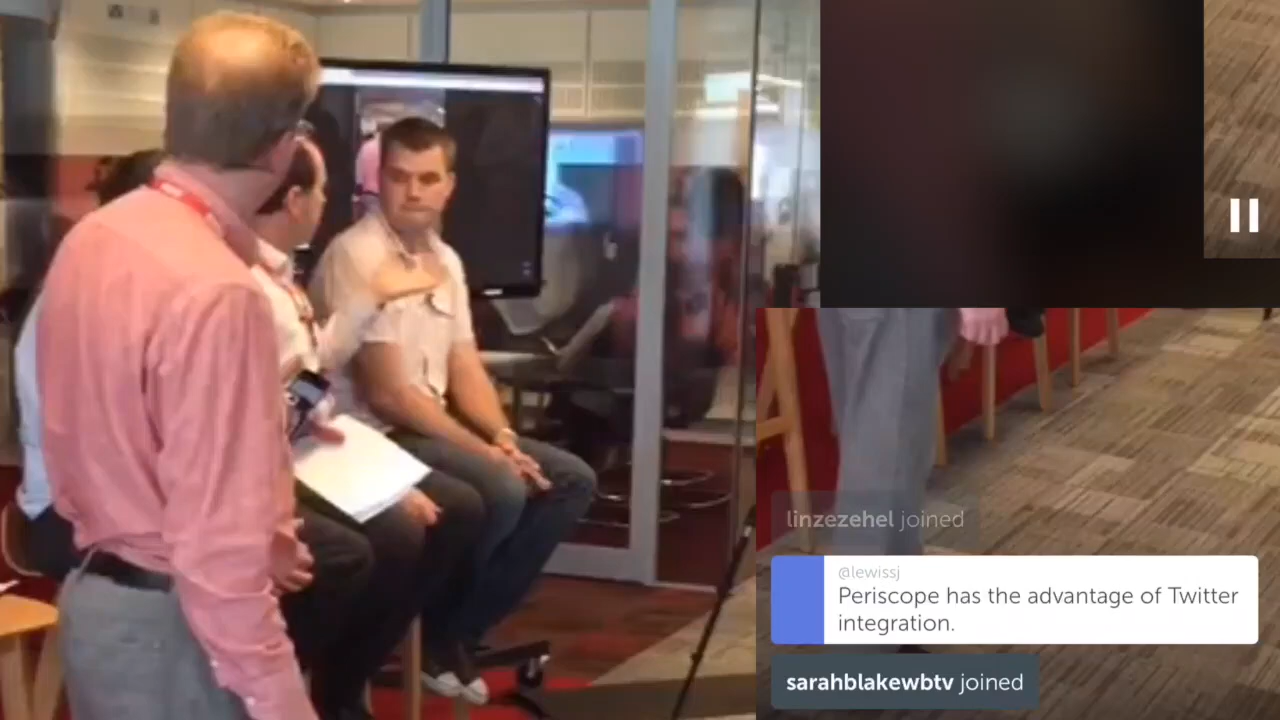 linzezehel joined
@lewissj
Periscope has the advantage of Twitter
integration.
sarahblakewbtv joined